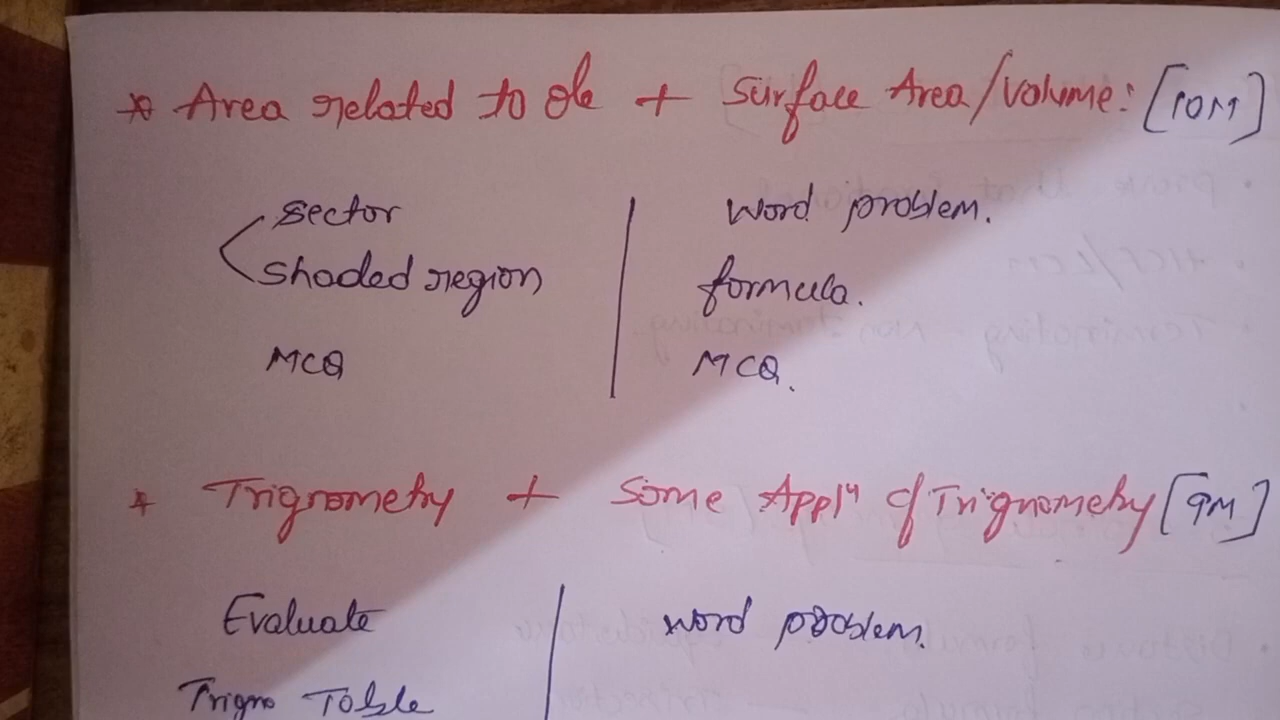 * Area related to ole + Surface Area/Volume: [10M]
Sector | Word problem.
Shaded region | formula.
MCQ | MCQ.
* Trignometry + Some Applⁿ of Trignometry [9M]
Evaluate | word problem.
Trigno Table